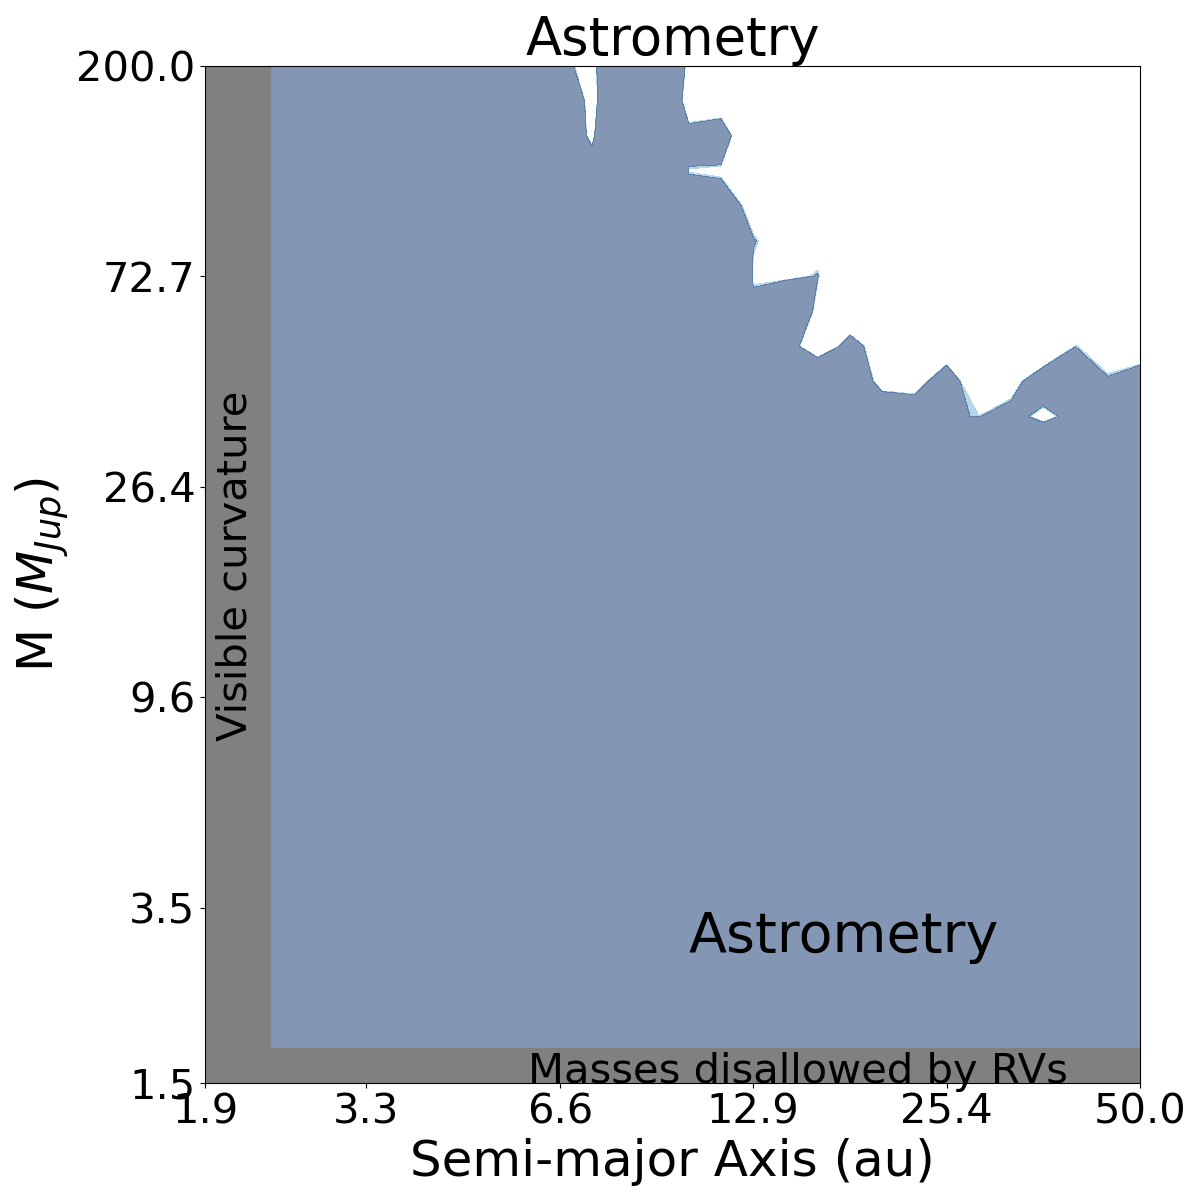 Astrometry
200.0
72.7
26.4
9.6
3.5
1.5
M (M_Jup)
Visible curvature
Astrometry
Masses disallowed by RVs
1.9 3.3 6.6 12.9 25.4 50.0
Semi-major Axis (au)